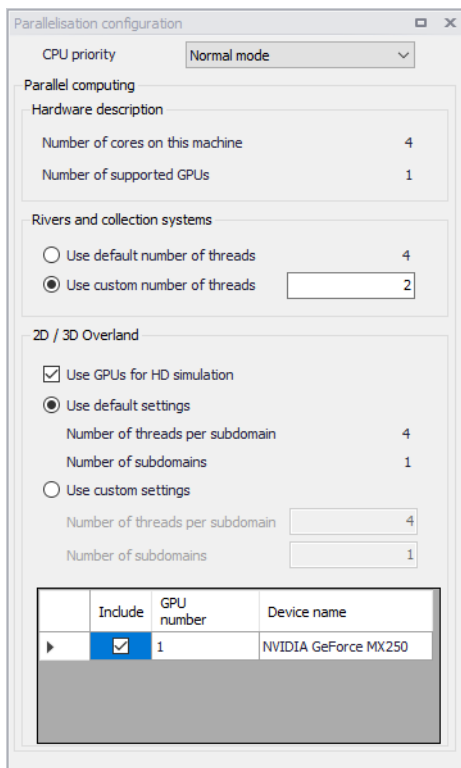 Parallelisation configuration
CPU priority Normal mode
Parallel computing
Hardware description
Number of cores on this machine 4
Number of supported GPUs 1
Rivers and collection systems
Use default number of threads 4
Use custom number of threads 2
2D / 3D Overland
Use GPUs for HD simulation
Use default settings
Number of threads per subdomain 4
Number of subdomains 1
Use custom settings
Number of threads per subdomain 4
Number of subdomains 1
Include GPU number Device name
1 NVIDIA GeForce MX250